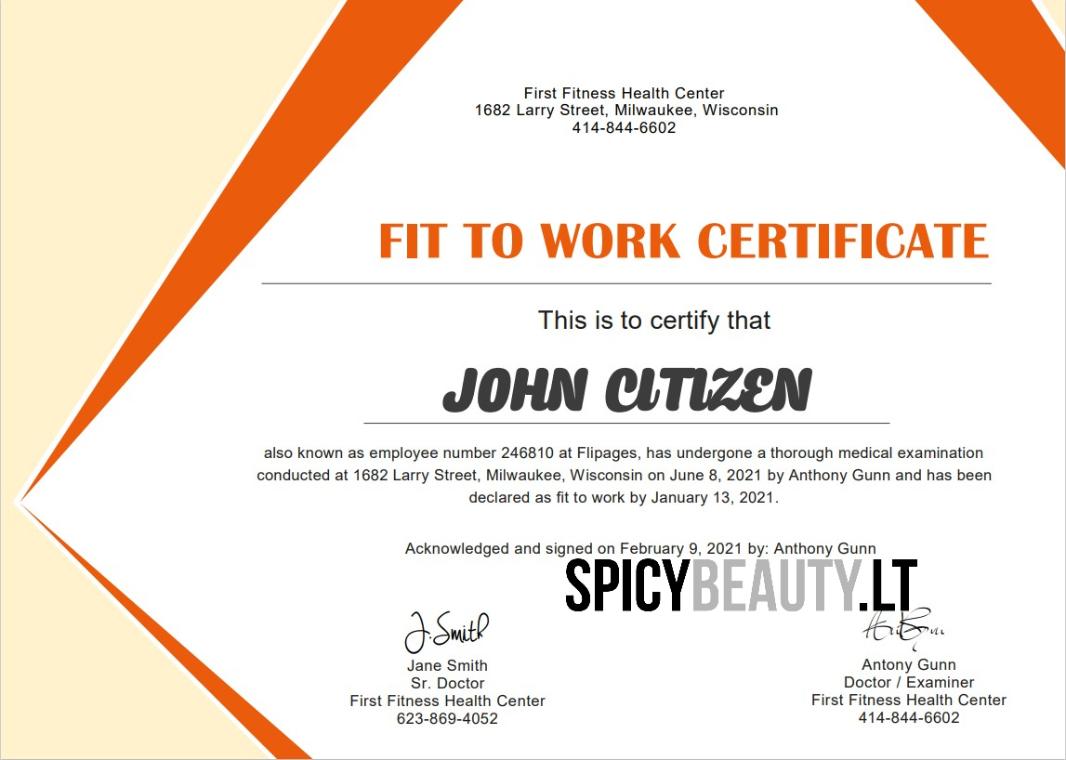 First Fitness Health Center
1682 Larry Street, Milwaukee, Wisconsin
414-844-6602
FIT TO WORK CERTIFICATE
This is to certify that
JOHN CITIZEN
also known as employee number 246810 at Flipages, has undergone a thorough medical examination
conducted at 1682 Larry Street, Milwaukee, Wisconsin on June 8, 2021 by Anthony Gunn and has been
declared as fit to work by January 13, 2021.
Acknowledged and signed on February 9, 2021 by: Anthony Gunn
SPICYBEAUTY.LT
J. Smith
Jane Smith
Sr. Doctor
First Fitness Health Center
623-869-4052
Antony Gunn
Doctor / Examiner
First Fitness Health Center
414-844-6602